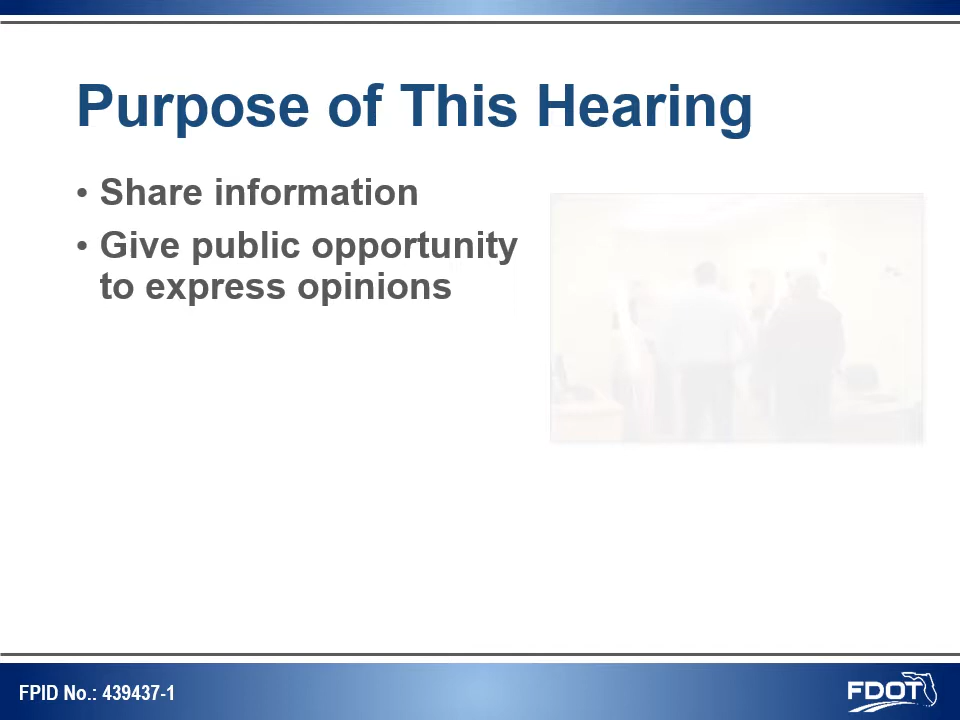 Purpose of This Hearing
• Share information
• Give public opportunity
to express opinions
FPID No.: 439437-1
FDOT